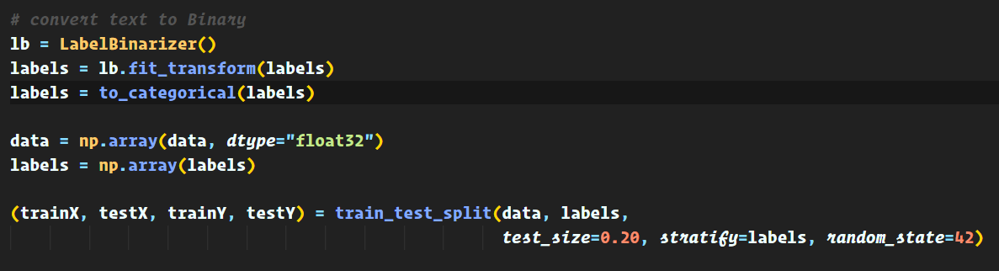 # convert text to Binary
lb = LabelBinarizer()
labels = lb.fit_transform(labels)
labels = to_categorical(labels)
data = np.array(data, dtype="float32")
labels = np.array(labels)
(trainX, testX, trainY, testY) = train_test_split(data, labels,
test_size=0.20, stratify=labels, random_state=42)